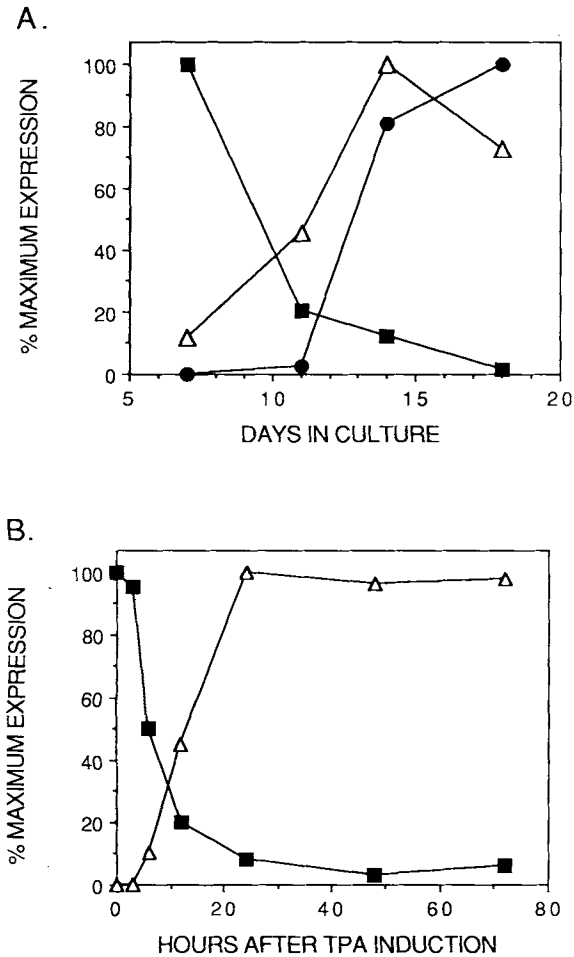 A.
% MAXIMUM EXPRESSION
100
80
60
40
20
0
5 10 15 20
DAYS IN CULTURE
B.
% MAXIMUM EXPRESSION
100
80
60
40
20
0
0 20 40 60 80
HOURS AFTER TPA INDUCTION